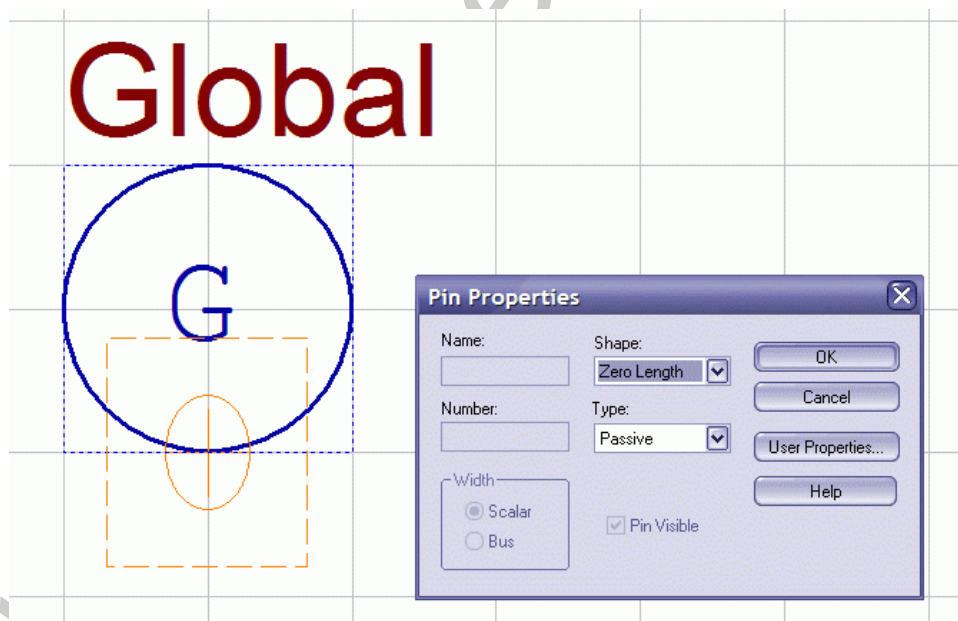 Global
G
Pin Properties
Name:
Shape:
Zero Length
OK
Cancel
Number:
Type:
Passive
User Properties...
Help
Width
Scalar
Bus
Pin Visible